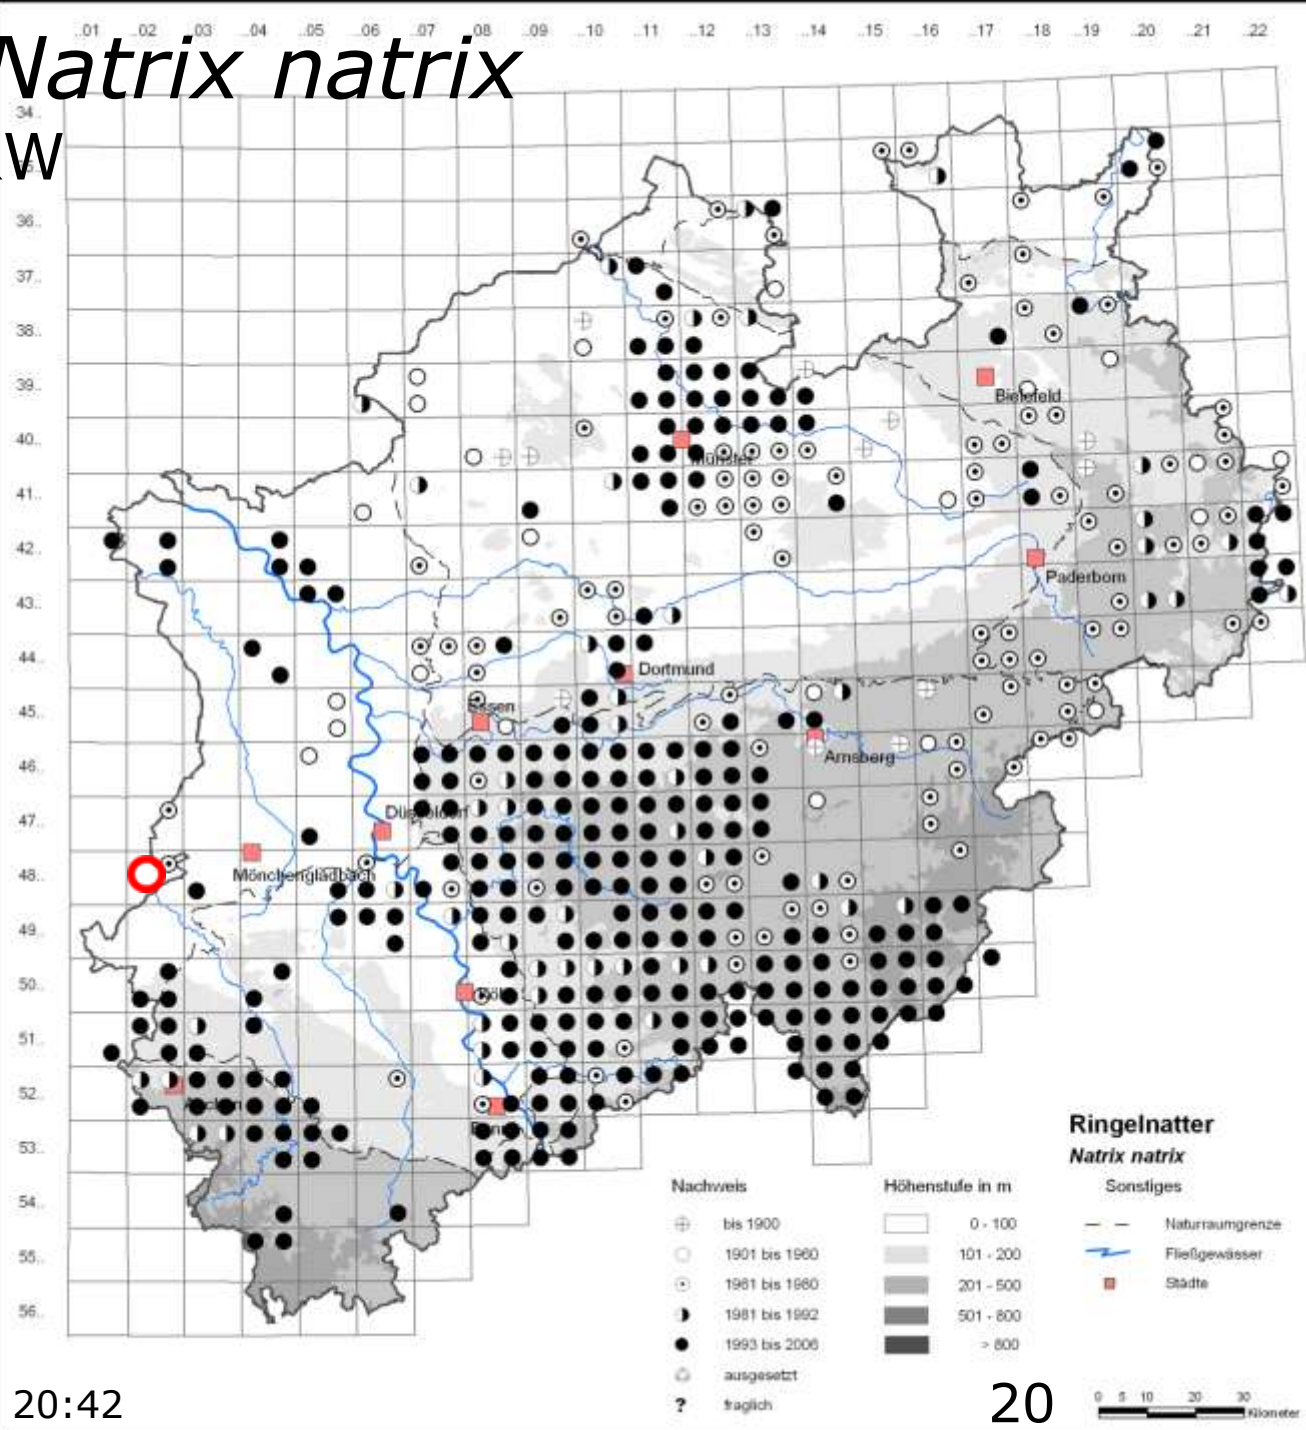 ..01 ..02 ..03 ..04 ..05 ..06 ..07 ..08 ..09 ..10 ..11 ..12 ..13 ..14 ..15 ..16 ..17 ..18 ..19 ..20 ..21 ..22
Natrix natrix
34..
W
36..
37..
38..
39..
Bielefeld
40..
Münster
41..
42..
Paderborn
43..
44..
Dortmund
45..
Essen
Arnsberg
46..
47..
Düsseldorf
48..
Mönchengladbach
49..
50..
Köln
51..
52..
Aachen
Bonn
53..
54..
55..
56..
Ringelnatter
Natrix natrix
Nachweis
bis 1900
1901 bis 1960
1961 bis 1980
1981 bis 1992
1993 bis 2006
ausgesetzt
? fraglich
Höhenstufe in m
0 - 100
101 - 200
201 - 500
501 - 800
> 800
Sonstiges
Naturraumgrenze
Fließgewässer
Städte
20:42
20
0 5 10 20 30
Kilometer